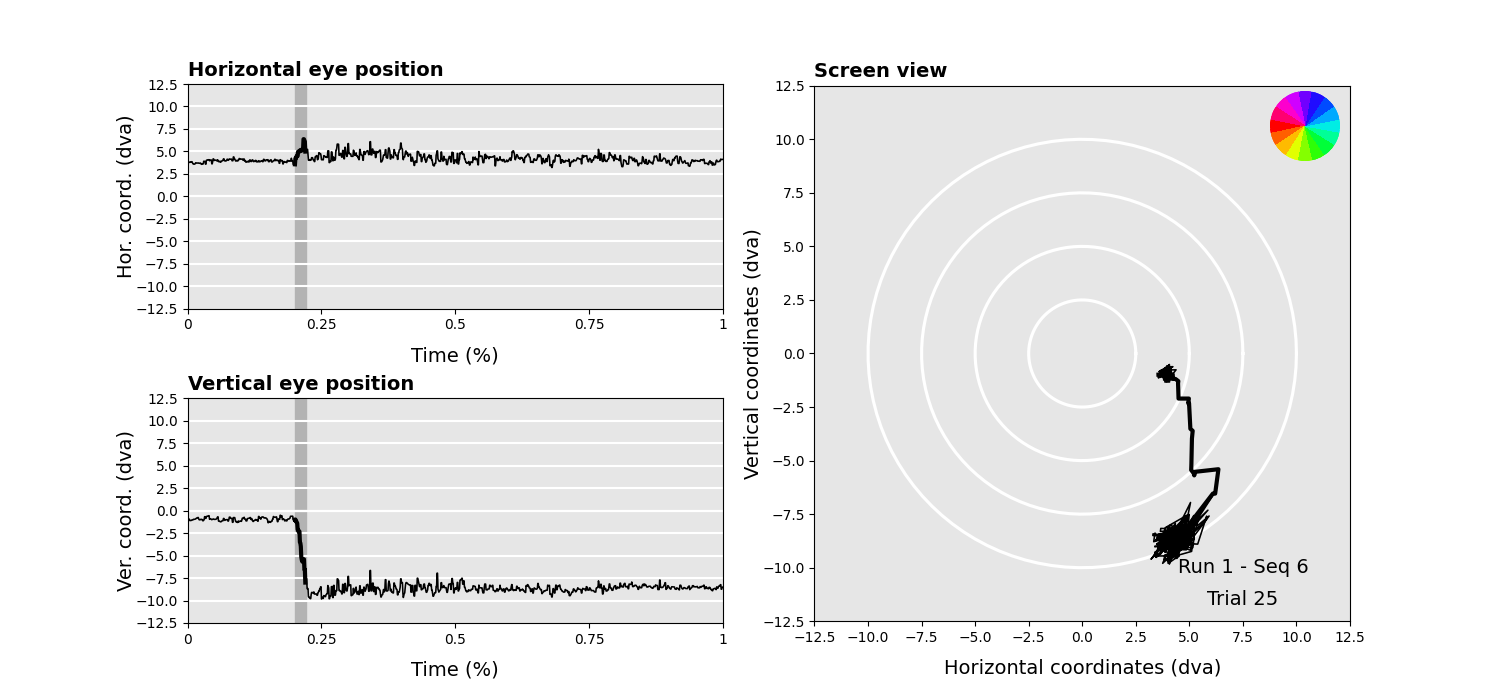 Horizontal eye position
Hor. coord. (dva)
12.5
10.0
7.5
5.0
2.5
0.0
−2.5
−5.0
−7.5
−10.0
−12.5
0 0.25 0.5 0.75 1
Time (%)
Vertical eye position
Ver. coord. (dva)
12.5
10.0
7.5
5.0
2.5
0.0
−2.5
−5.0
−7.5
−10.0
−12.5
0 0.25 0.5 0.75 1
Time (%)
Screen view
Vertical coordinates (dva)
12.5
10.0
7.5
5.0
2.5
0.0
−2.5
−5.0
−7.5
−10.0
−12.5
Run 1 - Seq 6
Trial 25
−12.5 −10.0 −7.5 −5.0 −2.5 0.0 2.5 5.0 7.5 10.0 12.5
Horizontal coordinates (dva)